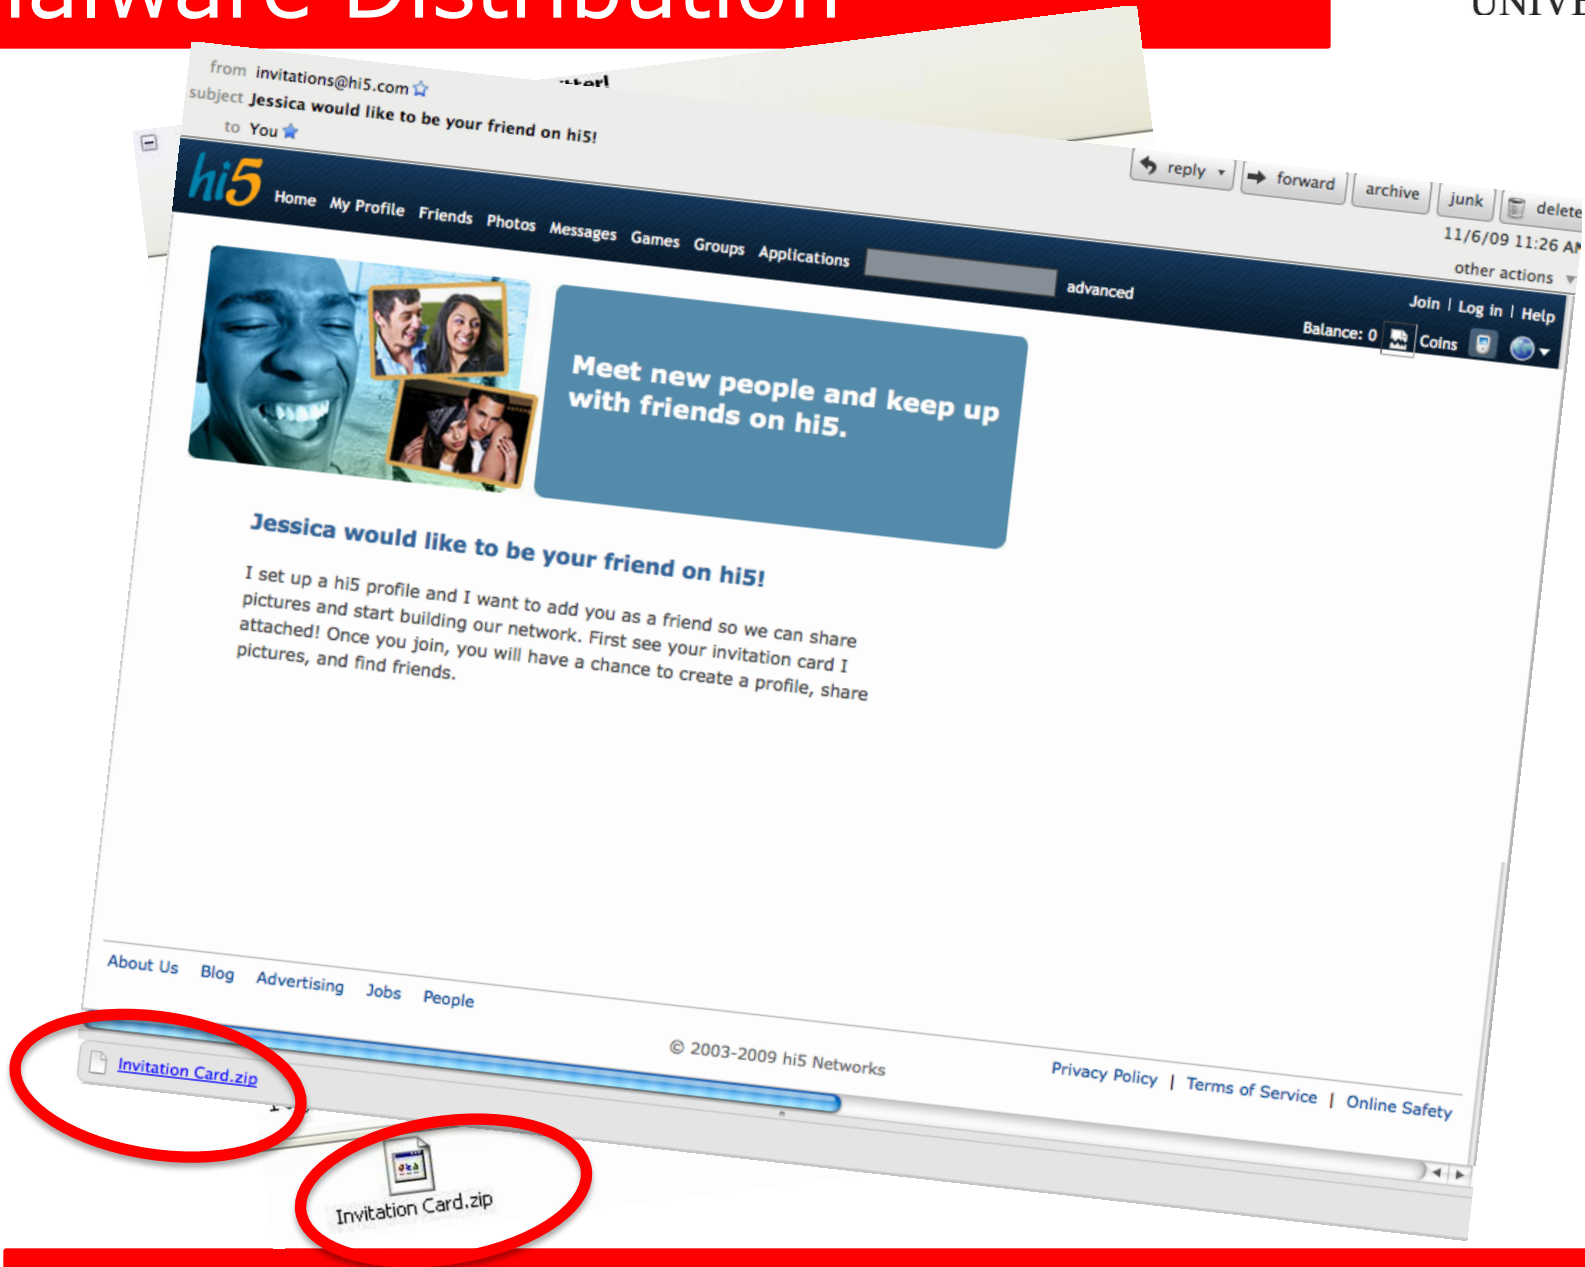 Malware Distribution
from invitations@hi5.com
subject Jessica would like to be your friend on hi5!
to You
reply
forward
archive
junk
delete
11/6/09 11:26 AM
other actions
hi5
Home My Profile Friends Photos Messages Games Groups Applications
advanced
Join | Log in | Help
Balance: 0 Coins
Meet new people and keep up
with friends on hi5.
Jessica would like to be your friend on hi5!
I set up a hi5 profile and I want to add you as a friend so we can share
pictures and start building our network. First see your invitation card I
attached! Once you join, you will have a chance to create a profile, share
pictures, and find friends.
About Us Blog Advertising Jobs People
© 2003-2009 hi5 Networks
Privacy Policy | Terms of Service | Online Safety
Invitation Card.zip
Invitation Card.zip